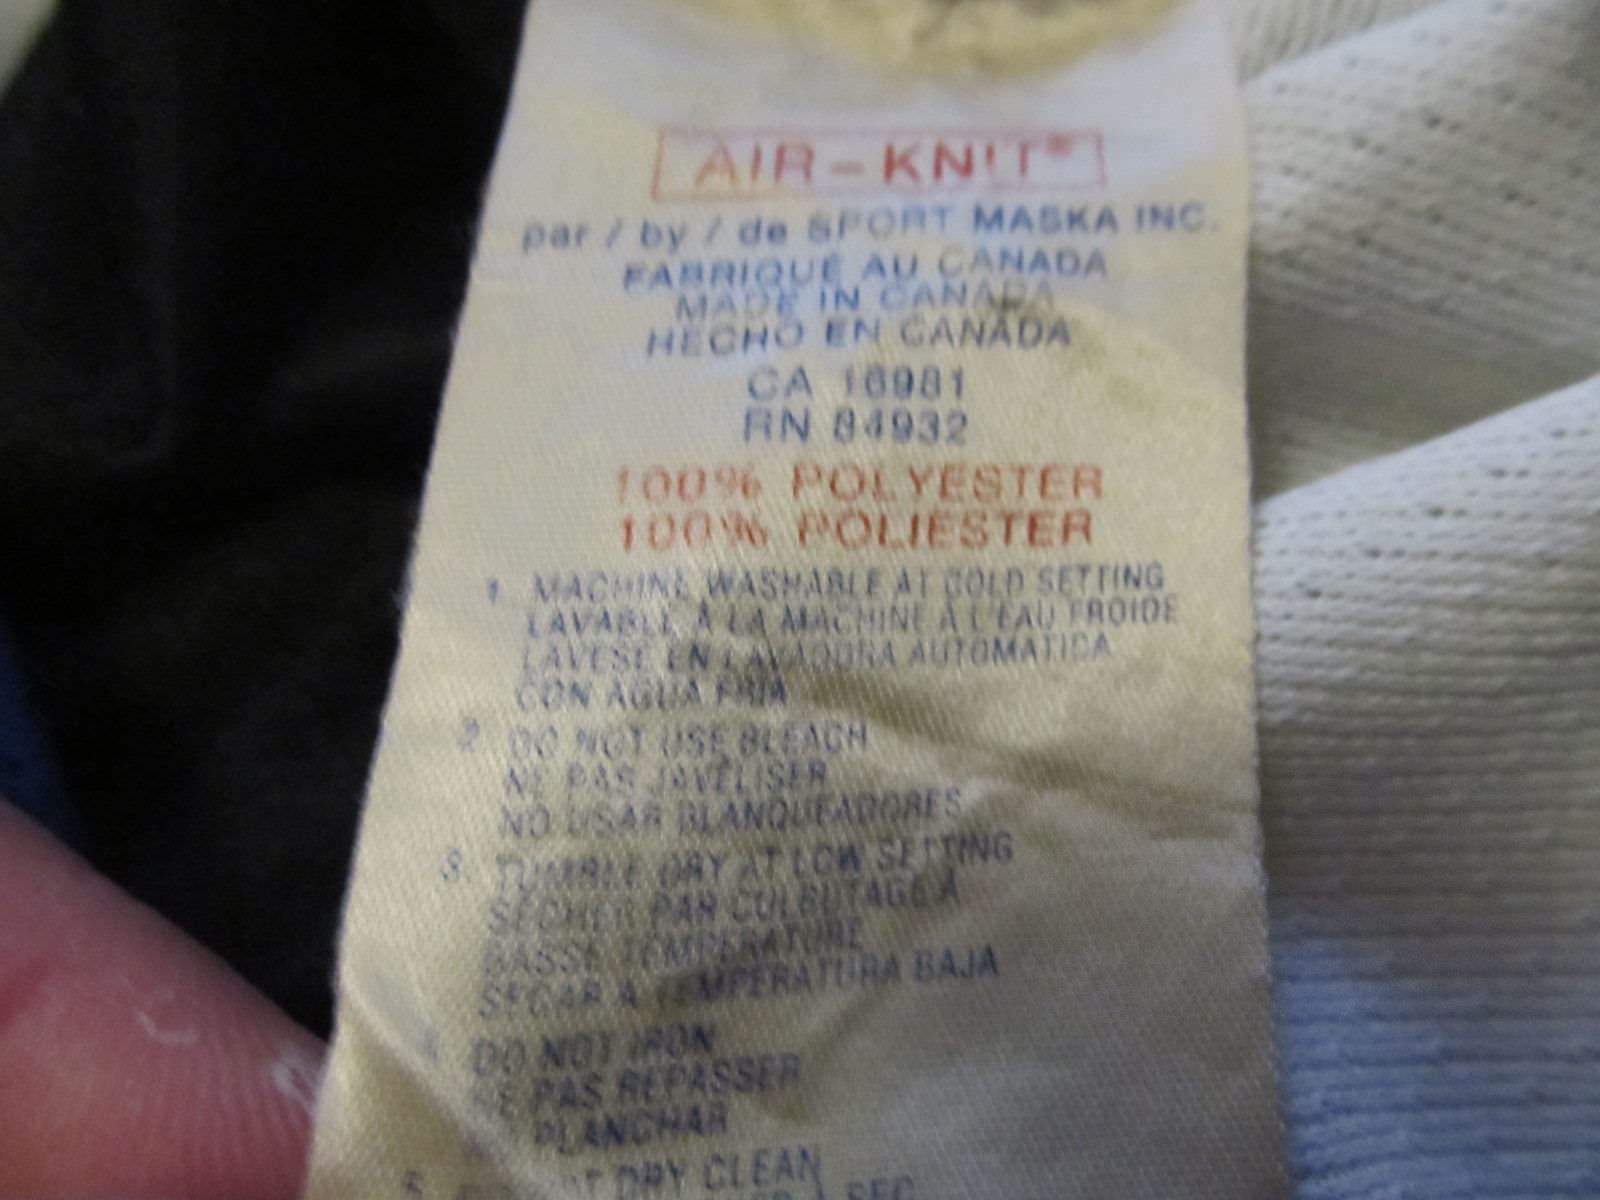 AIR-KNIT®
par / by / de SPORT MASKA INC.
FABRIQUÉ AU CANADA
MADE IN CANADA
HECHO EN CANADA
CA 16981
RN 84932
100% POLYESTER
100% POLIESTER
1. MACHINE WASHABLE AT COLD SETTING
LAVABLE À LA MACHINE À L'EAU FROIDE
LAVESE EN LAVADORA AUTOMATICA
CON AGUA FRIA
2. DO NOT USE BLEACH
NE PAS JAVELISER
NO USAR BLANQUEADORES
3. TUMBLE DRY AT LOW SETTING
SÉCHER PAR CULBUTAGE À
BASSE TEMPERATURE
SECAR A TEMPERATURA BAJA
4. DO NOT IRON
NE PAS REPASSER
PLANCHAR
5. DRY CLEAN
SEC